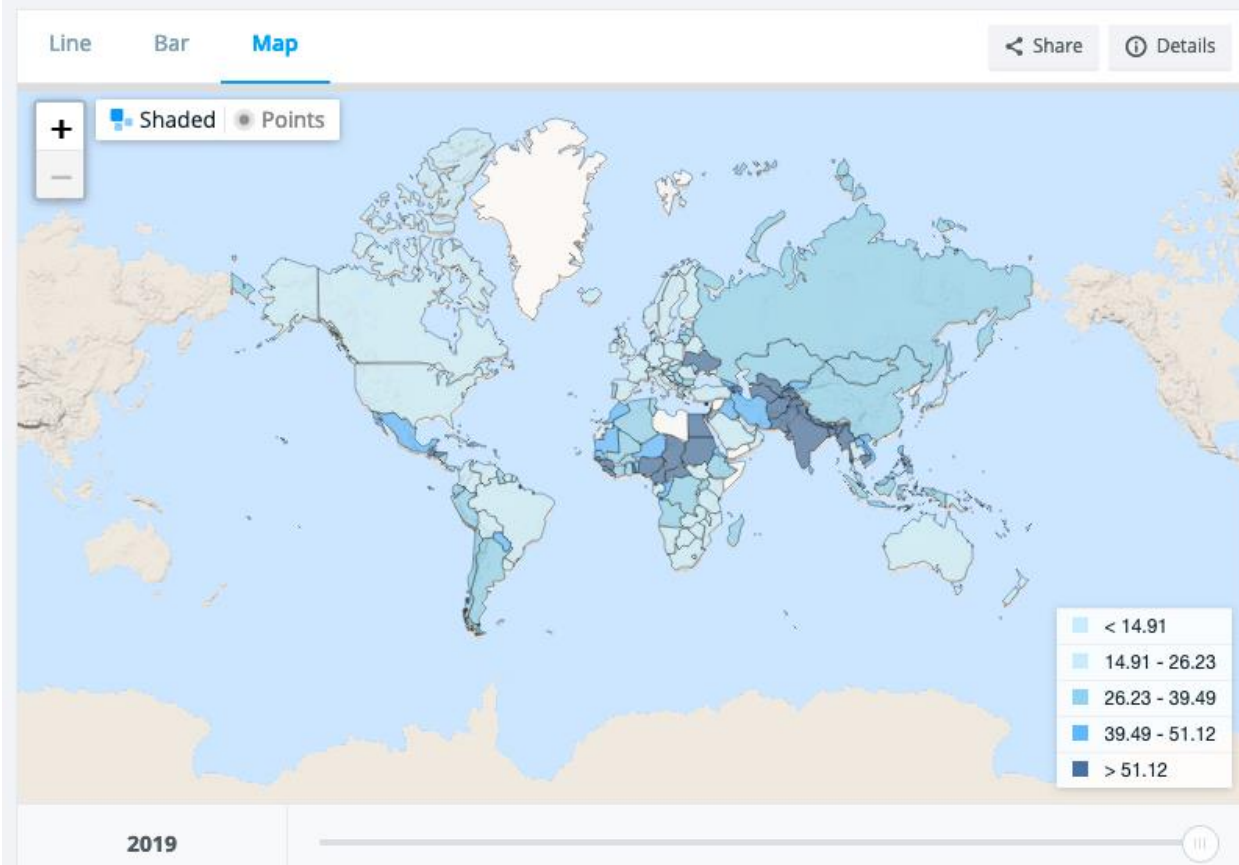 Line Bar Map Share Details
+ Shaded Points
−
< 14.91
14.91 - 26.23
26.23 - 39.49
39.49 - 51.12
> 51.12
2019